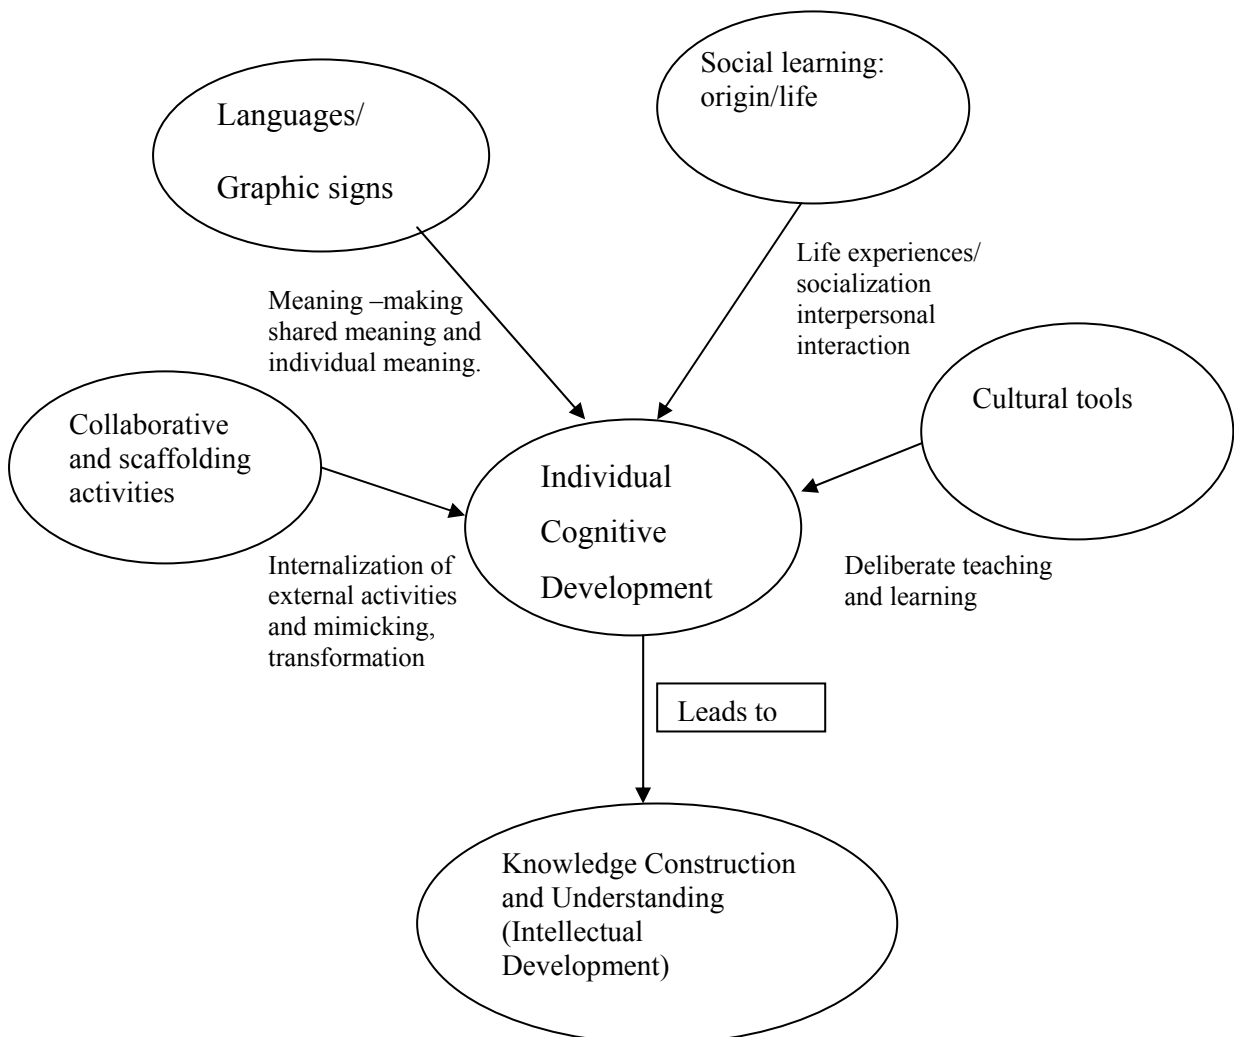 Languages/
Graphic signs
Social learning:
origin/life
Meaning –making
shared meaning and
individual meaning.
Life experiences/
socialization
interpersonal
interaction
Collaborative
and scaffolding
activities
Cultural tools
Individual
Cognitive
Development
Internalization of
external activities
and mimicking,
transformation
Deliberate teaching
and learning
Leads to
Knowledge Construction
and Understanding
(Intellectual
Development)